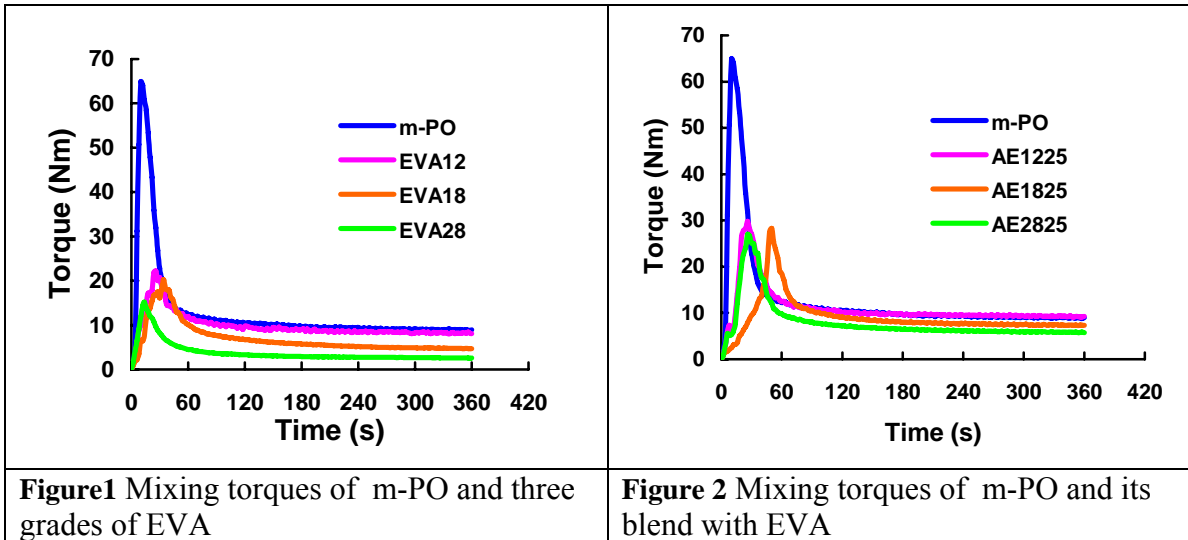 Torque (Nm)
70
60
50
40
30
20
10
0
m-PO
EVA12
EVA18
EVA28
0 60 120 180 240 300 360 420
Time (s)
Figure1 Mixing torques of m-PO and three
grades of EVA
Torque (Nm)
70
60
50
40
30
20
10
0
m-PO
AE1225
AE1825
AE2825
0 60 120 180 240 300 360 420
Time (s)
Figure 2 Mixing torques of m-PO and its
blend with EVA